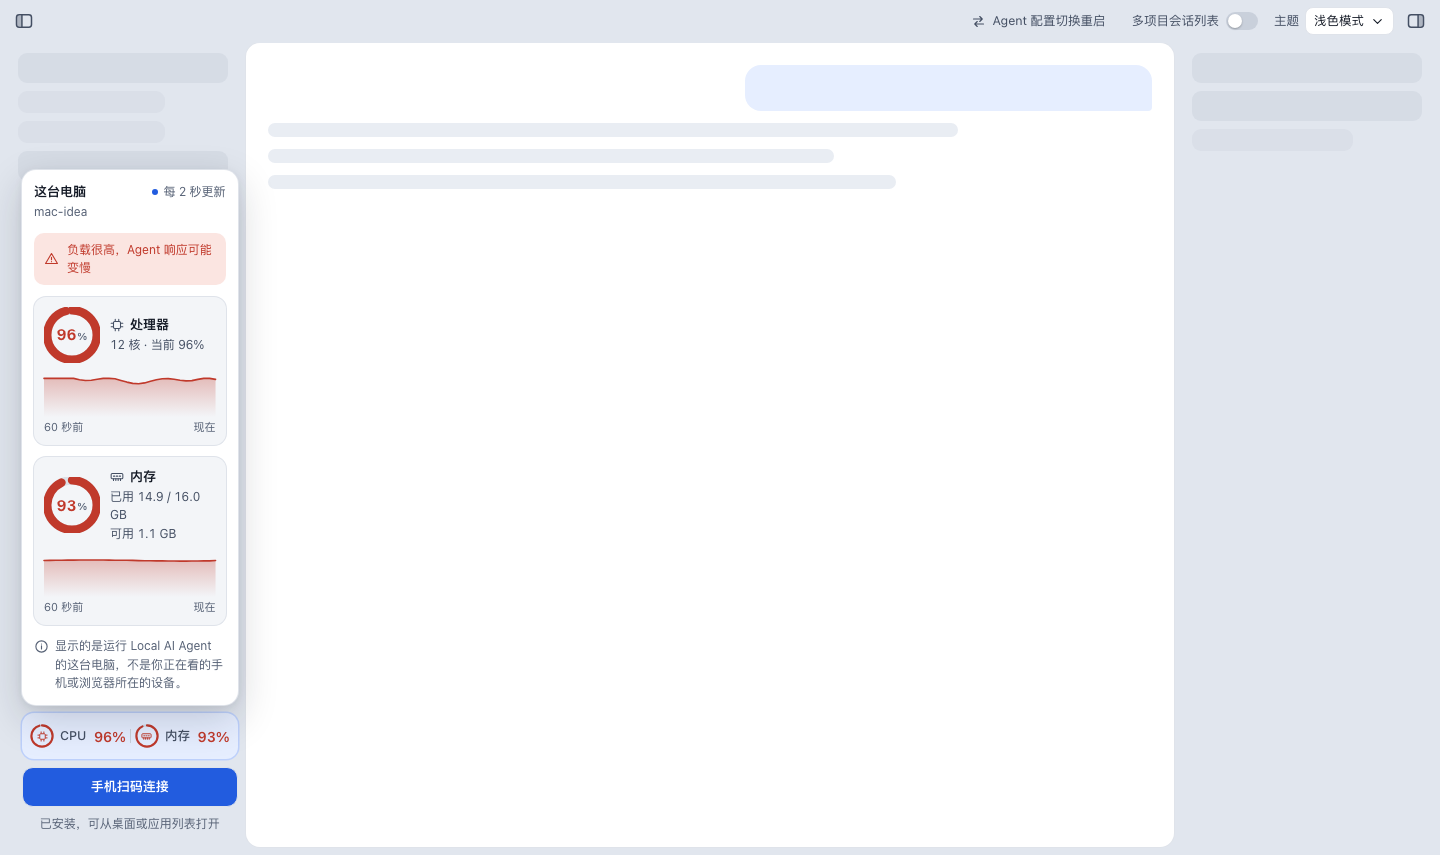 Agent 配置切换重启
多项目会话列表
主题
浅色模式
这台电脑
每 2 秒更新
mac-idea
负载很高，Agent 响应可能
变慢
96%
处理器
12 核 · 当前 96%
60 秒前
现在
93%
内存
已用 14.9 / 16.0
GB
可用 1.1 GB
60 秒前
现在
显示的是运行 Local AI Agent
的这台电脑，不是你正在看的手
机或浏览器所在的设备。
CPU 96%
内存 93%
手机扫码连接
已安装，可从桌面或应用列表打开